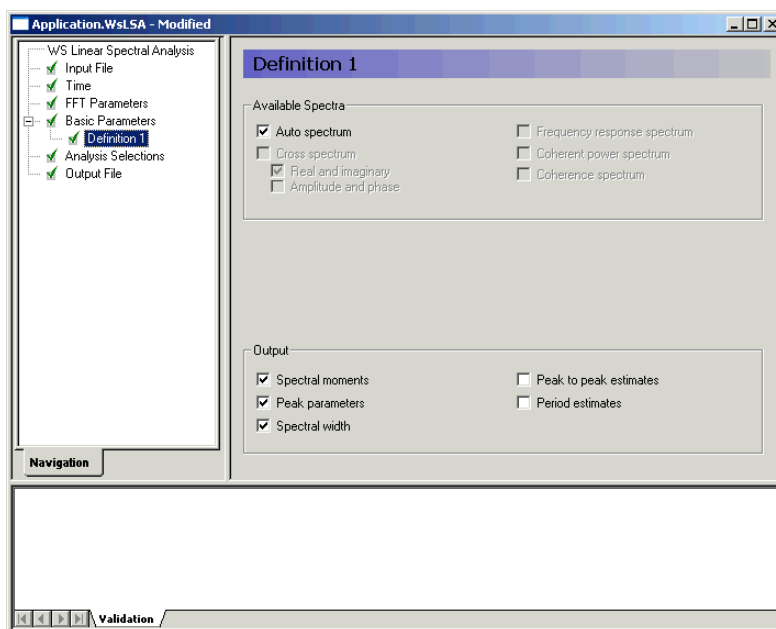 Application.WsLSA - Modified
WS Linear Spectral Analysis
Input File
Time
FFT Parameters
Basic Parameters
Definition 1
Analysis Selections
Output File
Navigation
Definition 1
Available Spectra
Auto spectrum
Cross spectrum
Real and imaginary
Amplitude and phase
Frequency response spectrum
Coherent power spectrum
Coherence spectrum
Output
Spectral moments
Peak parameters
Spectral width
Peak to peak estimates
Period estimates
Validation